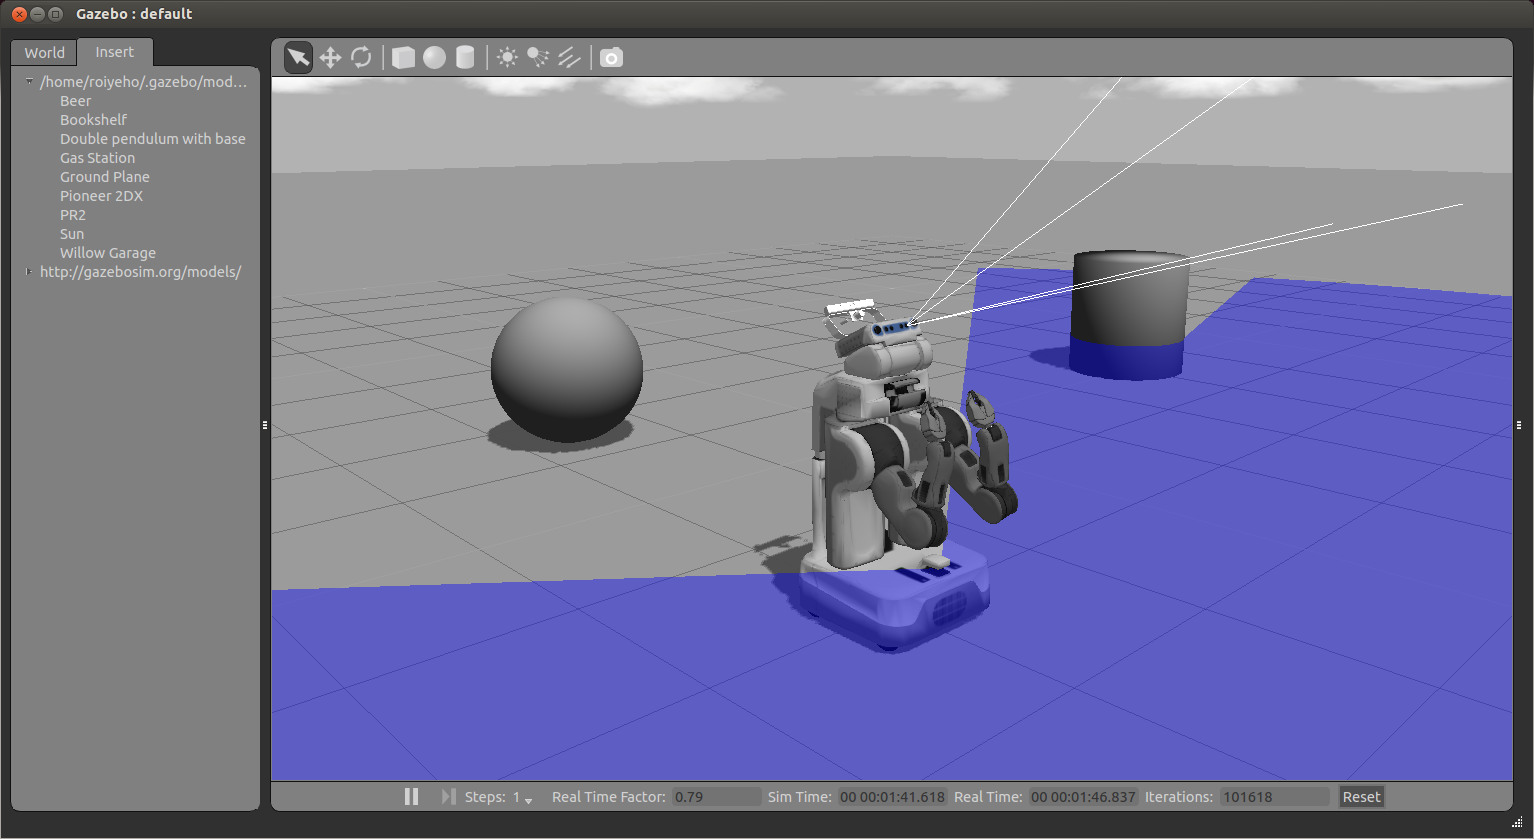 Gazebo : default
World Insert
/home/roiyeho/.gazebo/mod...
Beer
Bookshelf
Double pendulum with base
Gas Station
Ground Plane
Pioneer 2DX
PR2
Sun
Willow Garage
http://gazebosim.org/models/
Steps: 1 Real Time Factor: 0.79 Sim Time: 00 00:01:41.618 Real Time: 00 00:01:46.837 Iterations: 101618 Reset